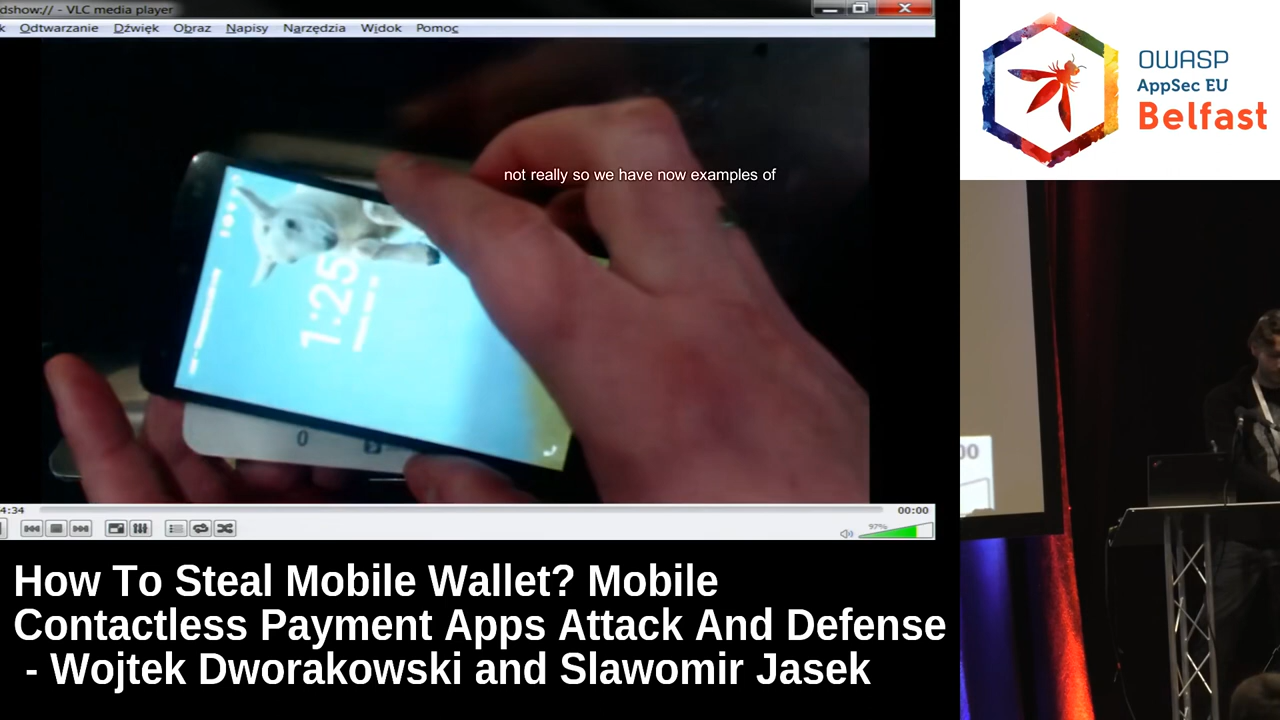 dshow:// - VLC media player
k Odtwarzanie Dźwięk Obraz Napisy Narzędzia Widok Pomoc
not really so we have now examples of
1:25
0
4:34
00:00
97%
OWASP
AppSec EU
Belfast
00
How To Steal Mobile Wallet? Mobile
Contactless Payment Apps Attack And Defense
- Wojtek Dworakowski and Slawomir Jasek